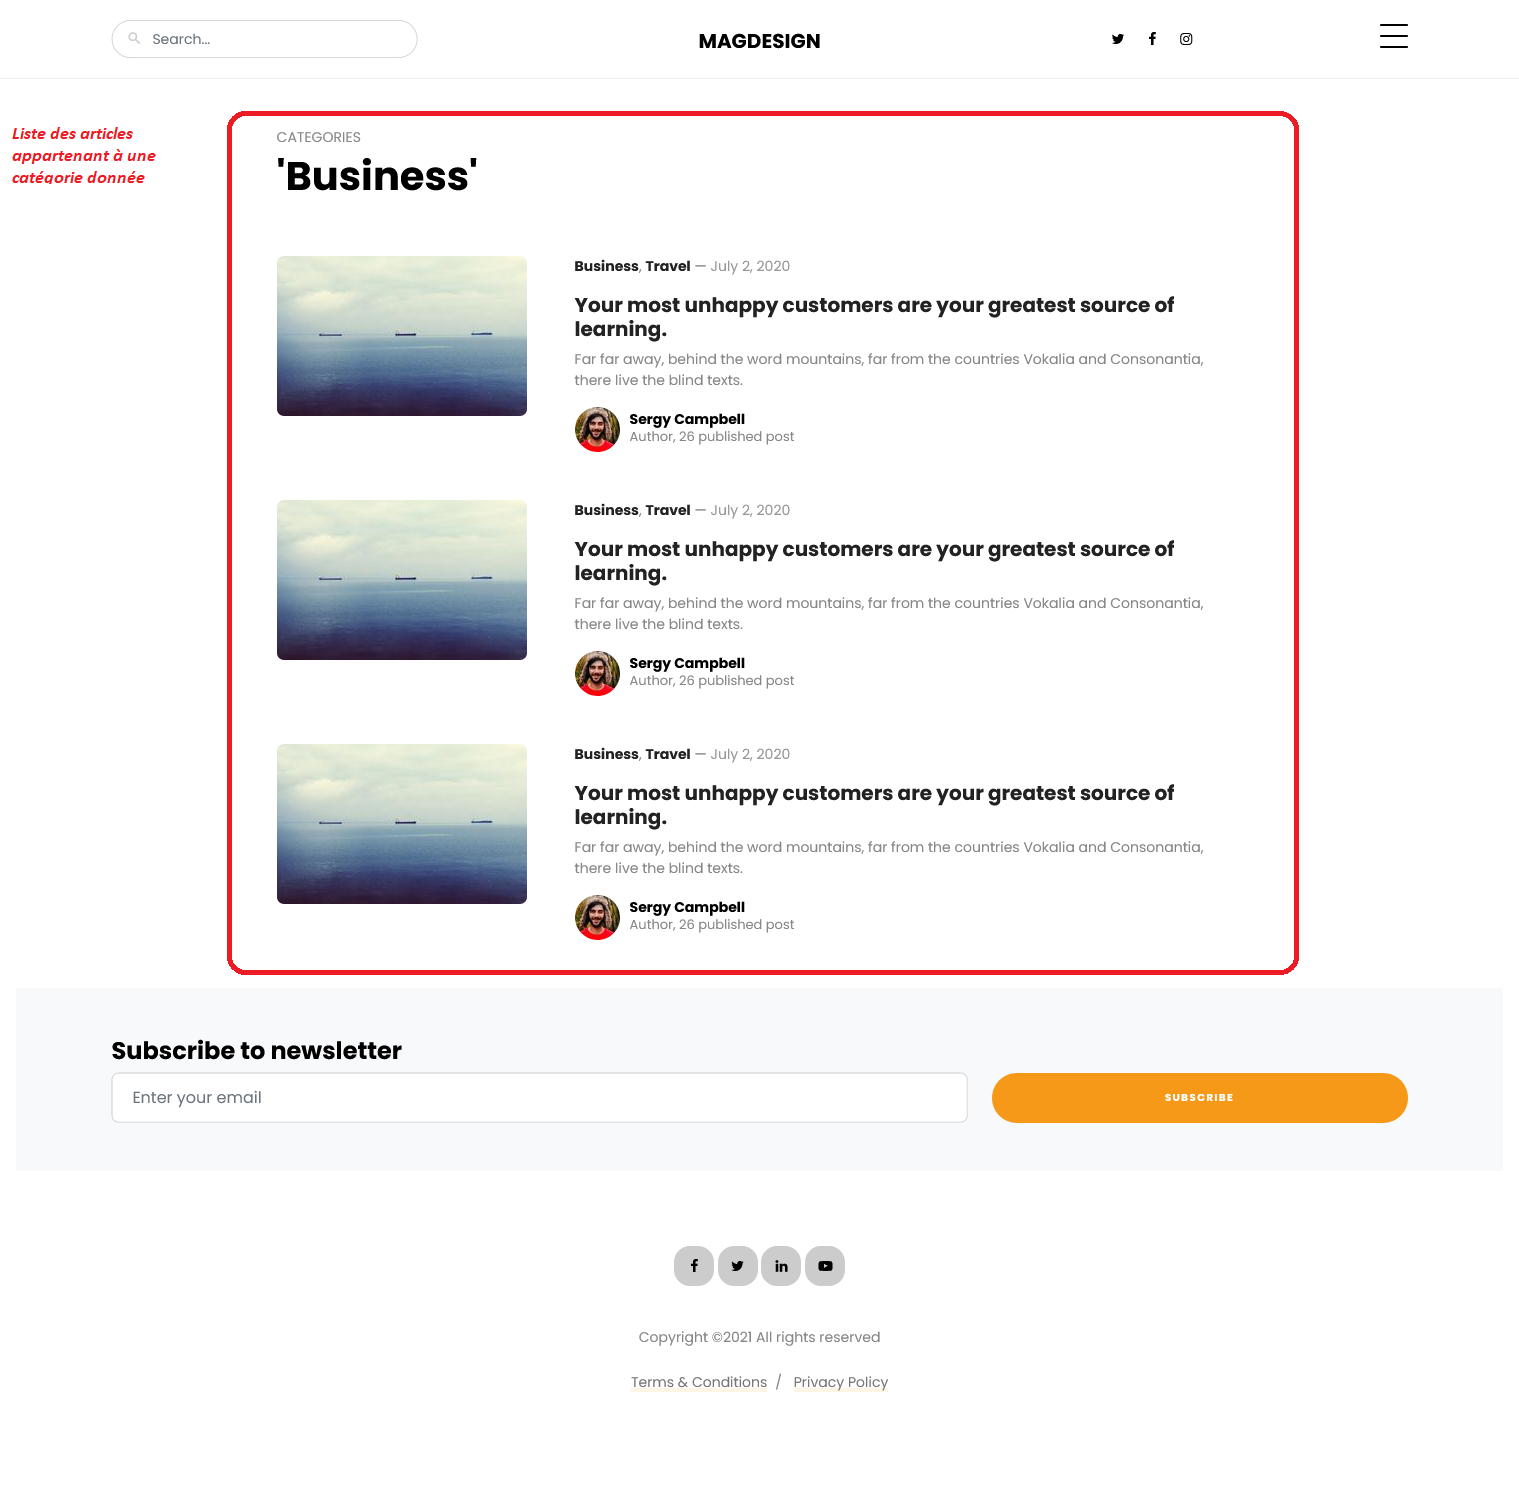 Search...
MAGDESIGN
Liste des articles
appartenant à une
catégorie donnée
CATEGORIES
'Business'
Business, Travel — July 2, 2020
Your most unhappy customers are your greatest source of
learning.
Far far away, behind the word mountains, far from the countries Vokalia and Consonantia,
there live the blind texts.
Sergy Campbell
Author, 26 published post
Business, Travel — July 2, 2020
Your most unhappy customers are your greatest source of
learning.
Far far away, behind the word mountains, far from the countries Vokalia and Consonantia,
there live the blind texts.
Sergy Campbell
Author, 26 published post
Business, Travel — July 2, 2020
Your most unhappy customers are your greatest source of
learning.
Far far away, behind the word mountains, far from the countries Vokalia and Consonantia,
there live the blind texts.
Sergy Campbell
Author, 26 published post
Subscribe to newsletter
Enter your email
SUBSCRIBE
Copyright ©2021 All rights reserved
Terms & Conditions / Privacy Policy